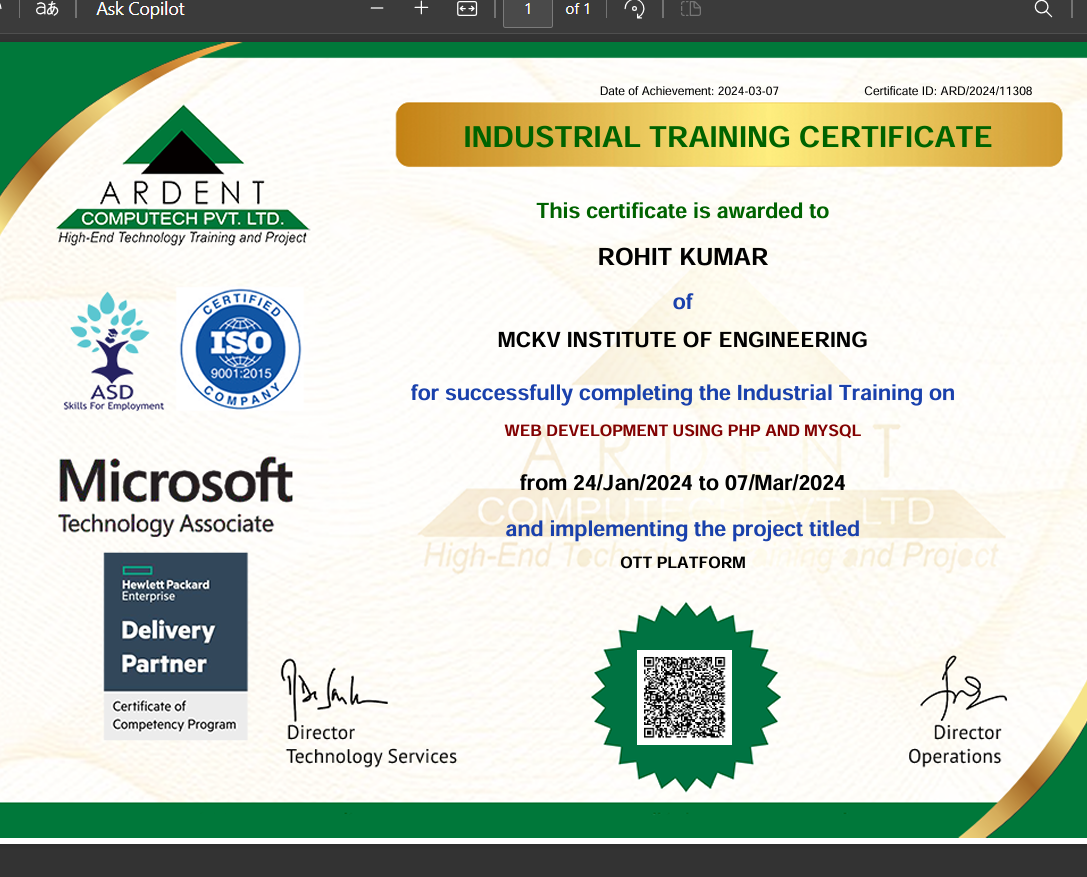 aあ
Ask Copilot
1
of 1
Date of Achievement: 2024-03-07
Certificate ID: ARD/2024/11308
INDUSTRIAL TRAINING CERTIFICATE
ARDENT
COMPUTECH PVT. LTD.
High-End Technology Training and Project
This certificate is awarded to
ROHIT KUMAR
of
MCKV INSTITUTE OF ENGINEERING
for successfully completing the Industrial Training on
WEB DEVELOPMENT USING PHP AND MYSQL
from 24/Jan/2024 to 07/Mar/2024
and implementing the project titled
OTT PLATFORM
ARDENT
COMPUTECH PVT. LTD
High-End Technology Training and Project
ASD
Skills For Employment
CERTIFIED
ISO
9001:2015
COMPANY
Microsoft
Technology Associate
Hewlett Packard
Enterprise
Delivery
Partner
Certificate of
Competency Program
Director
Technology Services
Director
Operations